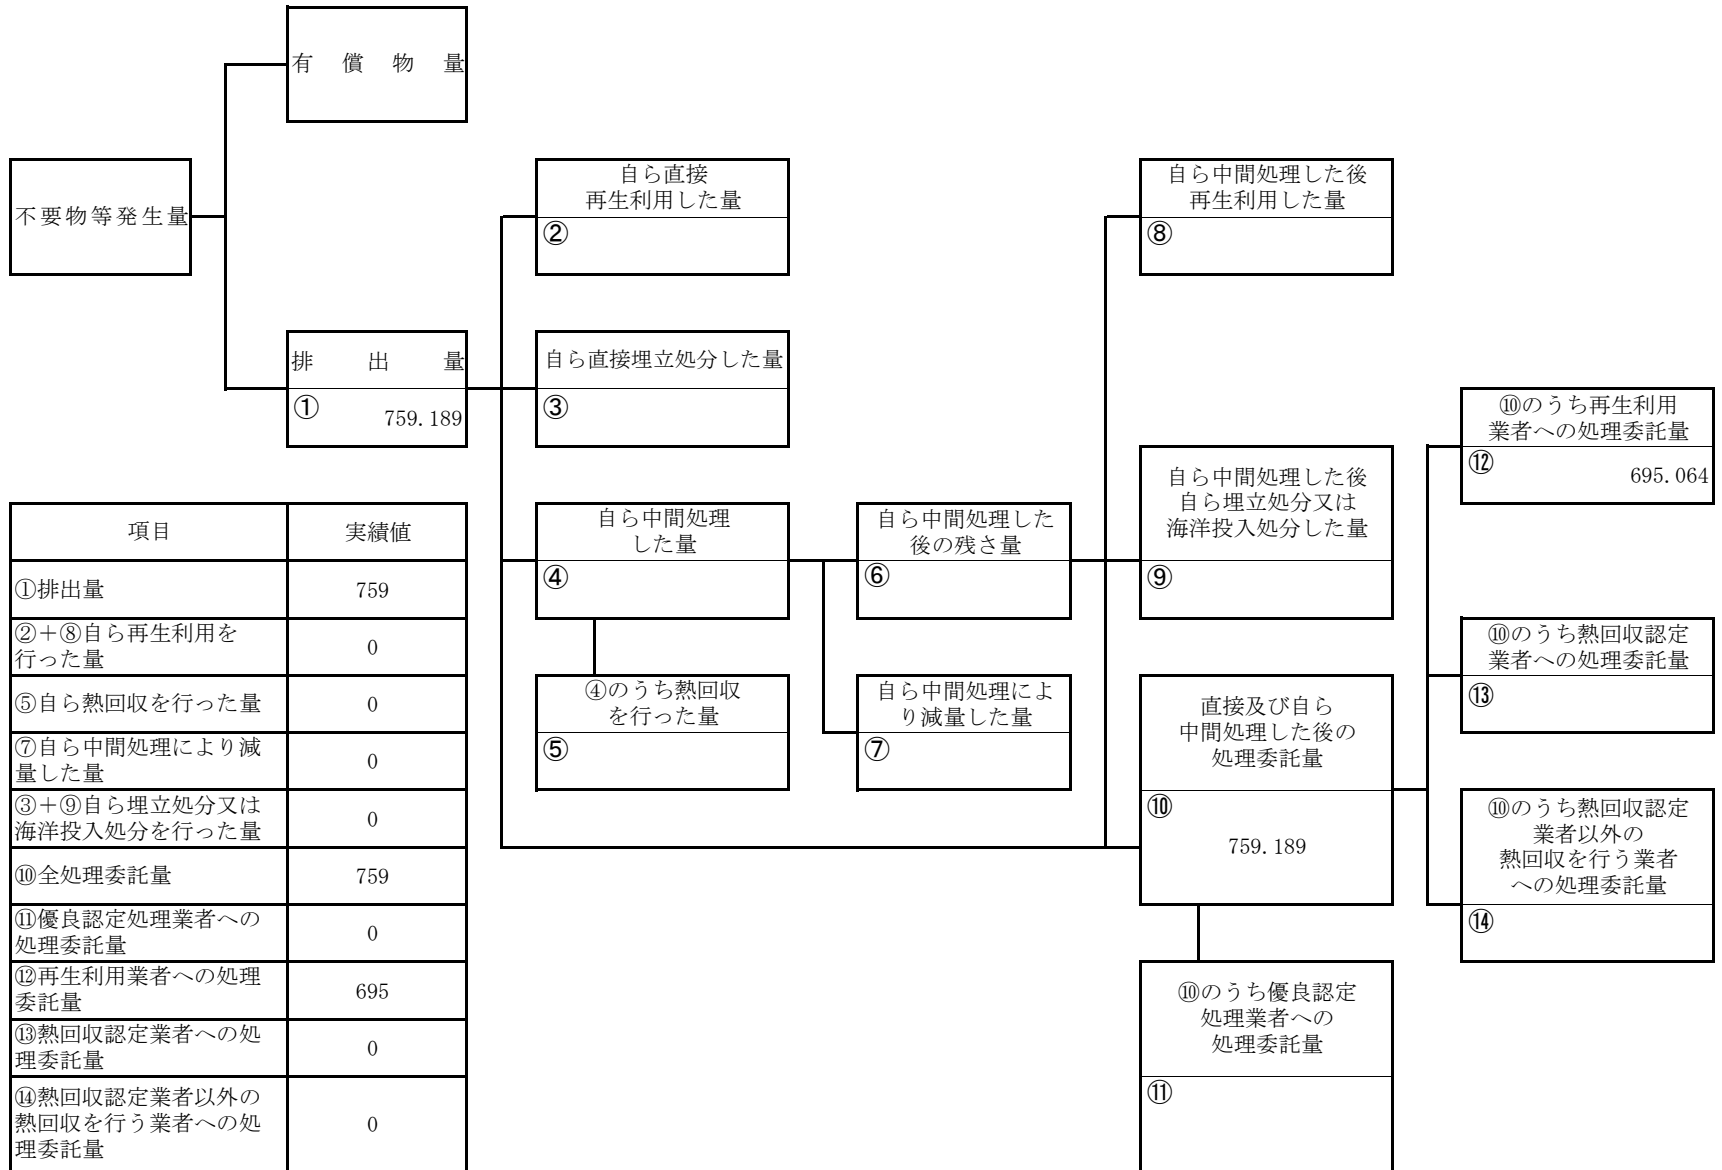 有償物量
不要物等発生量
自ら直接
再生利用した量
②
自ら中間処理した後
再生利用した量
⑧
排出量
①
759.189
自ら直接埋立処分した量
③
⑩のうち再生利用
業者への処理委託量
⑫
695.064
自ら中間処理した後
自ら埋立処分又は
海洋投入処分した量
⑨
自ら中間処理
した量
④
自ら中間処理した
後の残さ量
⑥
⑩のうち熱回収認定
業者への処理委託量
⑬
④のうち熱回収
を行った量
⑤
自ら中間処理によ
り減量した量
⑦
直接及び自ら
中間処理した後の
処理委託量
⑩
759.189
⑩のうち熱回収認定
業者以外の
熱回収を行う業者
への処理委託量
⑭
⑩のうち優良認定
処理業者への
処理委託量
⑪
項目 実績値
①排出量 759
②+⑧自ら再生利用を
行った量 0
⑤自ら熱回収を行った量 0
⑦自ら中間処理により減
量した量 0
③+⑨自ら埋立処分又は
海洋投入処分を行った量 0
⑩全処理委託量 759
⑪優良認定処理業者への
処理委託量 0
⑫再生利用業者への処理
委託量 695
⑬熱回収認定業者への処
理委託量 0
⑭熱回収認定業者以外の
熱回収を行う業者への処
理委託量 0